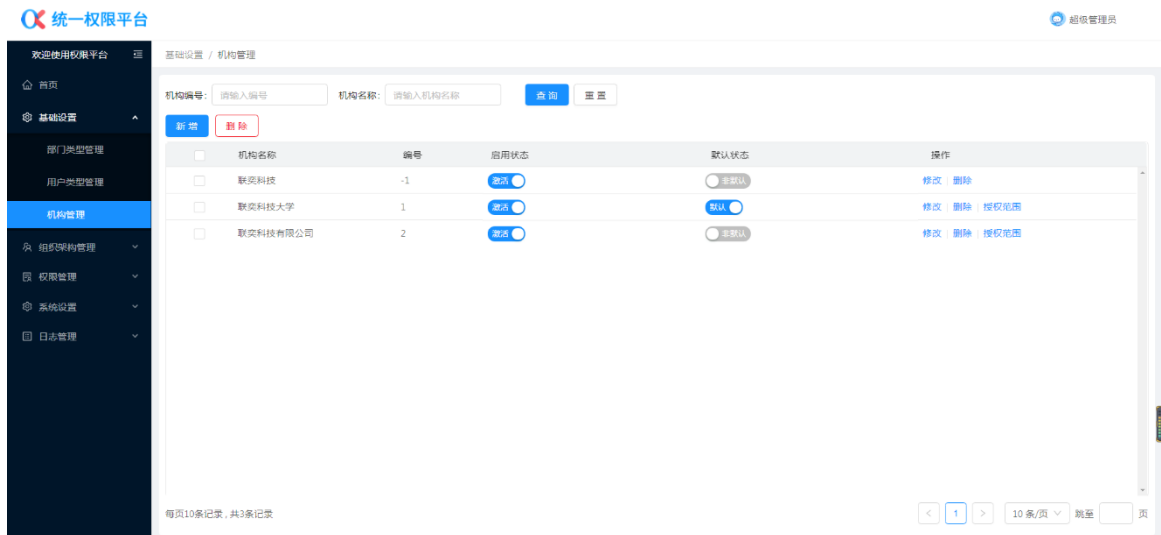 统一权限平台
超级管理员
欢迎使用权限平台
首页
基础设置
部门类型管理
用户类型管理
机构管理
组织架构管理
权限管理
系统设置
日志管理
基础设置 / 机构管理
机构编号: 请输入编号 机构名称: 请输入机构名称 查询 重置
新增 删除
机构名称 编号 启用状态 默认状态 操作
联奕科技 -1 激活 非默认 修改 删除
联奕科技大学 1 激活 默认 修改 删除 授权范围
联奕科技有限公司 2 激活 非默认 修改 删除 授权范围
每页10条记录 , 共3条记录 < 1 > 10 条/页 跳至 页